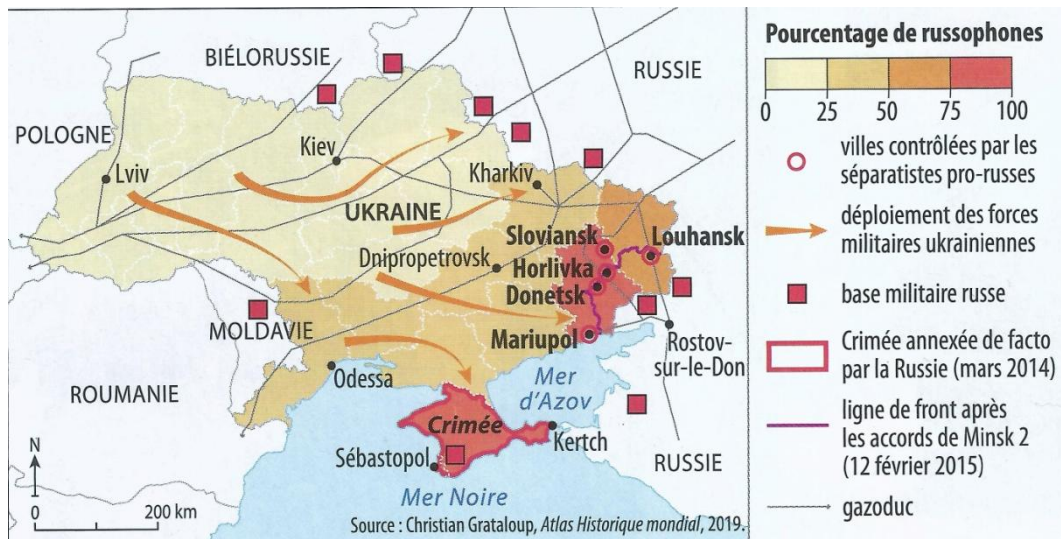 BIÉLORUSSIE
RUSSIE
POLOGNE
Kiev
Lviv
Kharkiv
UKRAINE
Sloviansk
Louhansk
Dnipropetrovsk
Horlivka
Donetsk
MOLDAVIE
Mariupol
Rostov-
sur-le-Don
ROUMANIE
Odessa
Mer
d'Azov
Crimée
Kertch
Sébastopol
RUSSIE
Mer Noire
N
0 200 km
Source : Christian Grataloup, Atlas Historique mondial, 2019.
Pourcentage de russophones
0 25 50 75 100
villes contrôlées par les
séparatistes pro-russes
déploiement des forces
militaires ukrainiennes
base militaire russe
Crimée annexée de facto
par la Russie (mars 2014)
ligne de front après
les accords de Minsk 2
(12 février 2015)
gazoduc